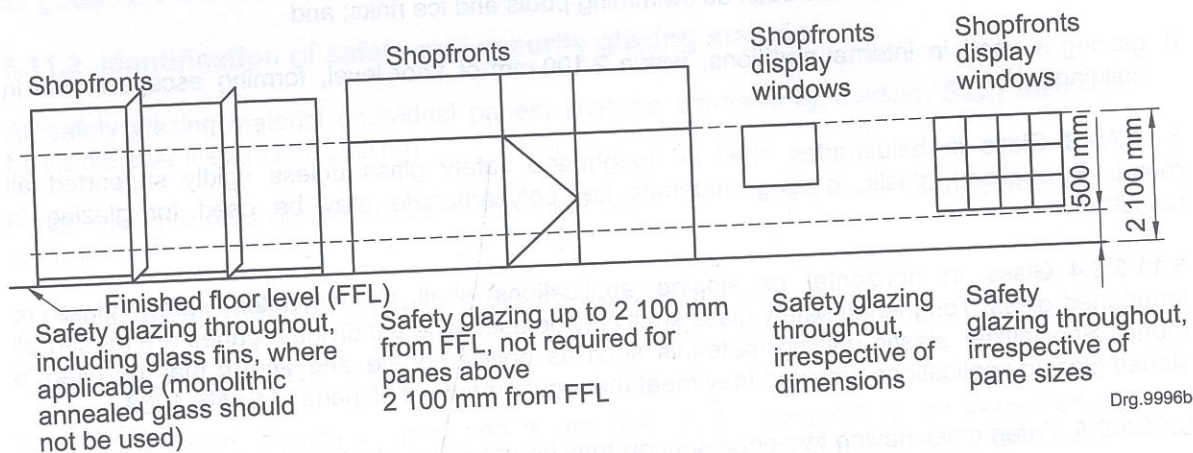 Shopfronts
Shopfronts
Shopfronts
display
windows
Shopfronts
display
windows
500 mm
2 100 mm
Finished floor level (FFL)
Safety glazing throughout,
including glass fins, where
applicable (monolithic
annealed glass should
not be used)
Safety glazing up to 2 100 mm
from FFL, not required for
panes above
2 100 mm from FFL
Safety glazing
throughout,
irrespective of
dimensions
Safety
glazing throughout,
irrespective of
pane sizes
Drg.9996b